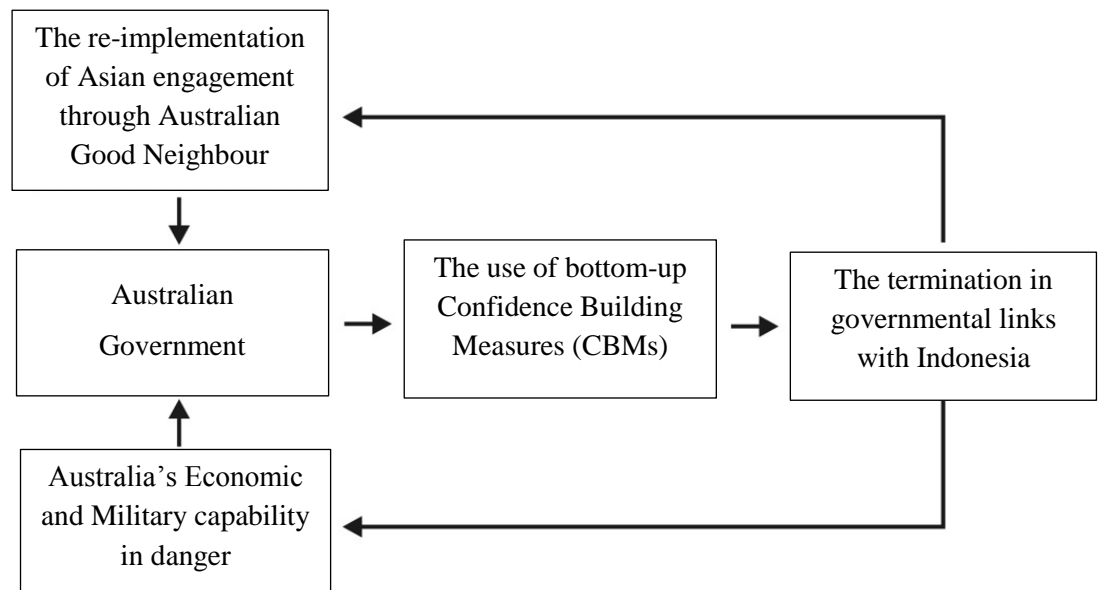 The re-implementation
of Asian engagement
through Australian
Good Neighbour
Australian
Government
The use of bottom-up
Confidence Building
Measures (CBMs)
The termination in
governmental links
with Indonesia
Australia’s Economic
and Military capability
in danger